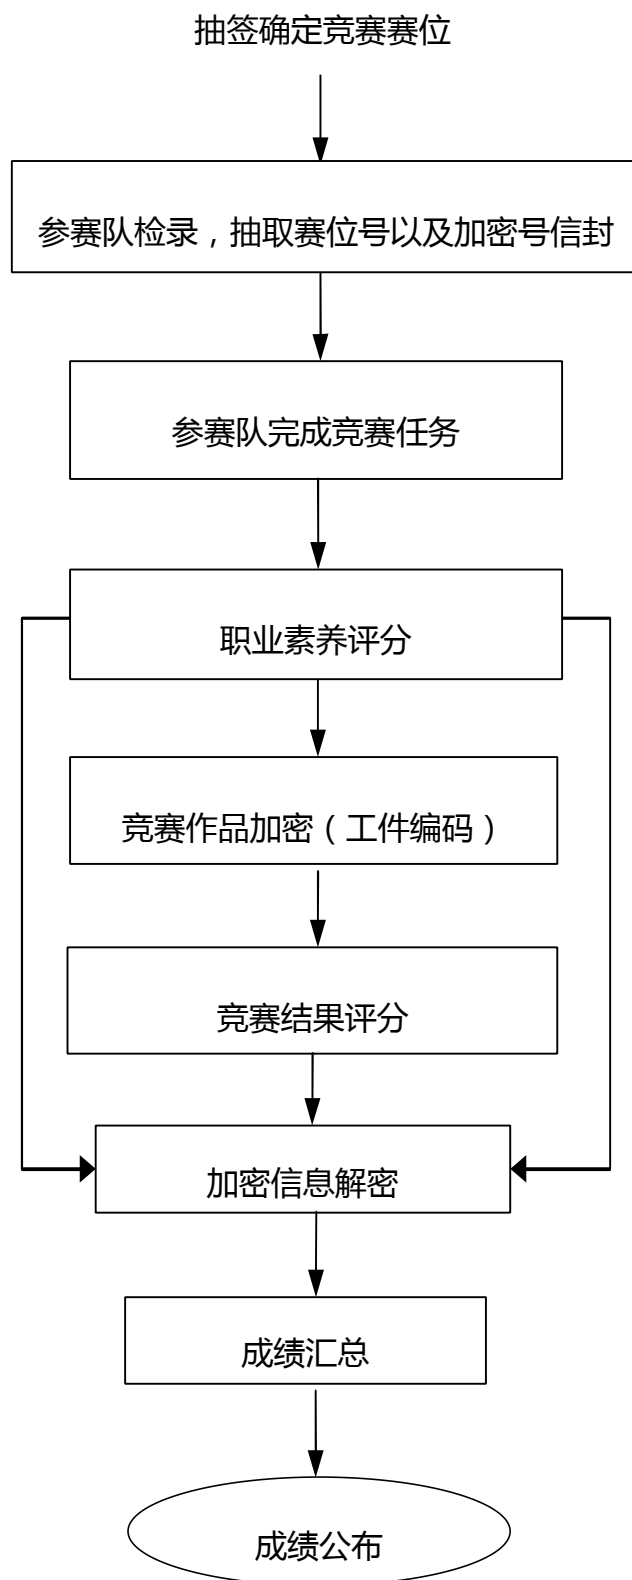 抽签确定竞赛赛位
参赛队检录，抽取赛位号以及加密号信封
参赛队完成竞赛任务
职业素养评分
竞赛作品加密（工件编码）
竞赛结果评分
加密信息解密
成绩汇总
成绩公布